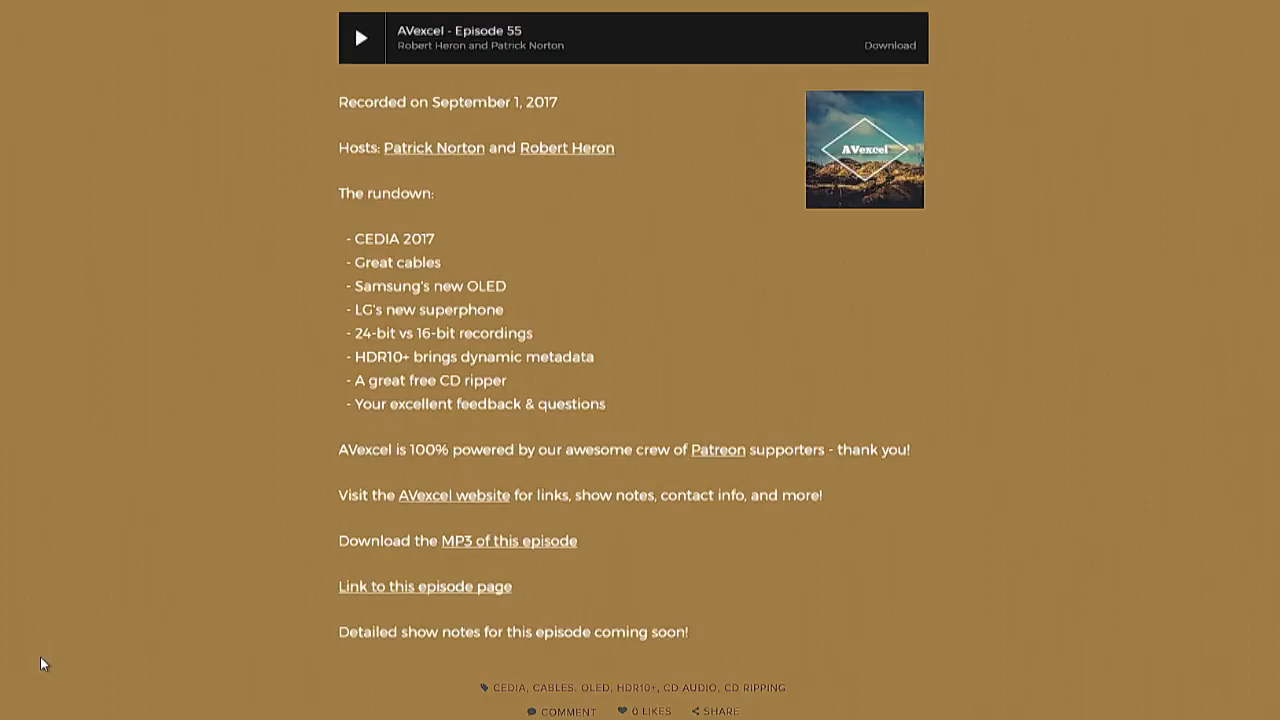 AVexcel - Episode 55
Robert Heron and Patrick Norton
Download
Recorded on September 1, 2017
AVexcel
Hosts: Patrick Norton and Robert Heron
The rundown:
- CEDIA 2017
- Great cables
- Samsung's new OLED
- LG's new superphone
- 24-bit vs 16-bit recordings
- HDR10+ brings dynamic metadata
- A great free CD ripper
- Your excellent feedback & questions
AVexcel is 100% powered by our awesome crew of Patreon supporters - thank you!
Visit the AVexcel website for links, show notes, contact info, and more!
Download the MP3 of this episode
Link to this episode page
Detailed show notes for this episode coming soon!
CEDIA, CABLES, OLED, HDR10+, CD AUDIO, CD RIPPING
COMMENT 0 LIKES SHARE